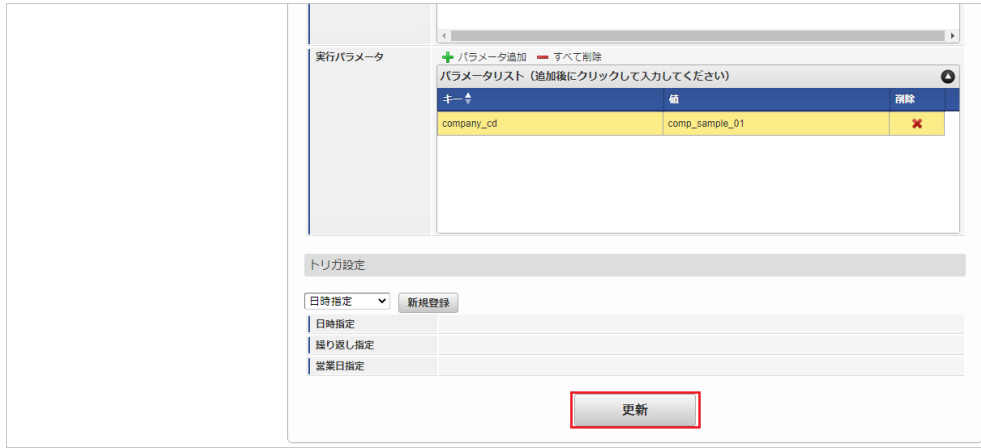 実行パラメータ
パラメータ追加 すべて削除
パラメータリスト（追加後にクリックして入力してください）
キー 値 削除
company_cd comp_sample_01
トリガ設定
日時指定 新規登録
日時指定
繰り返し指定
営業日指定
更新